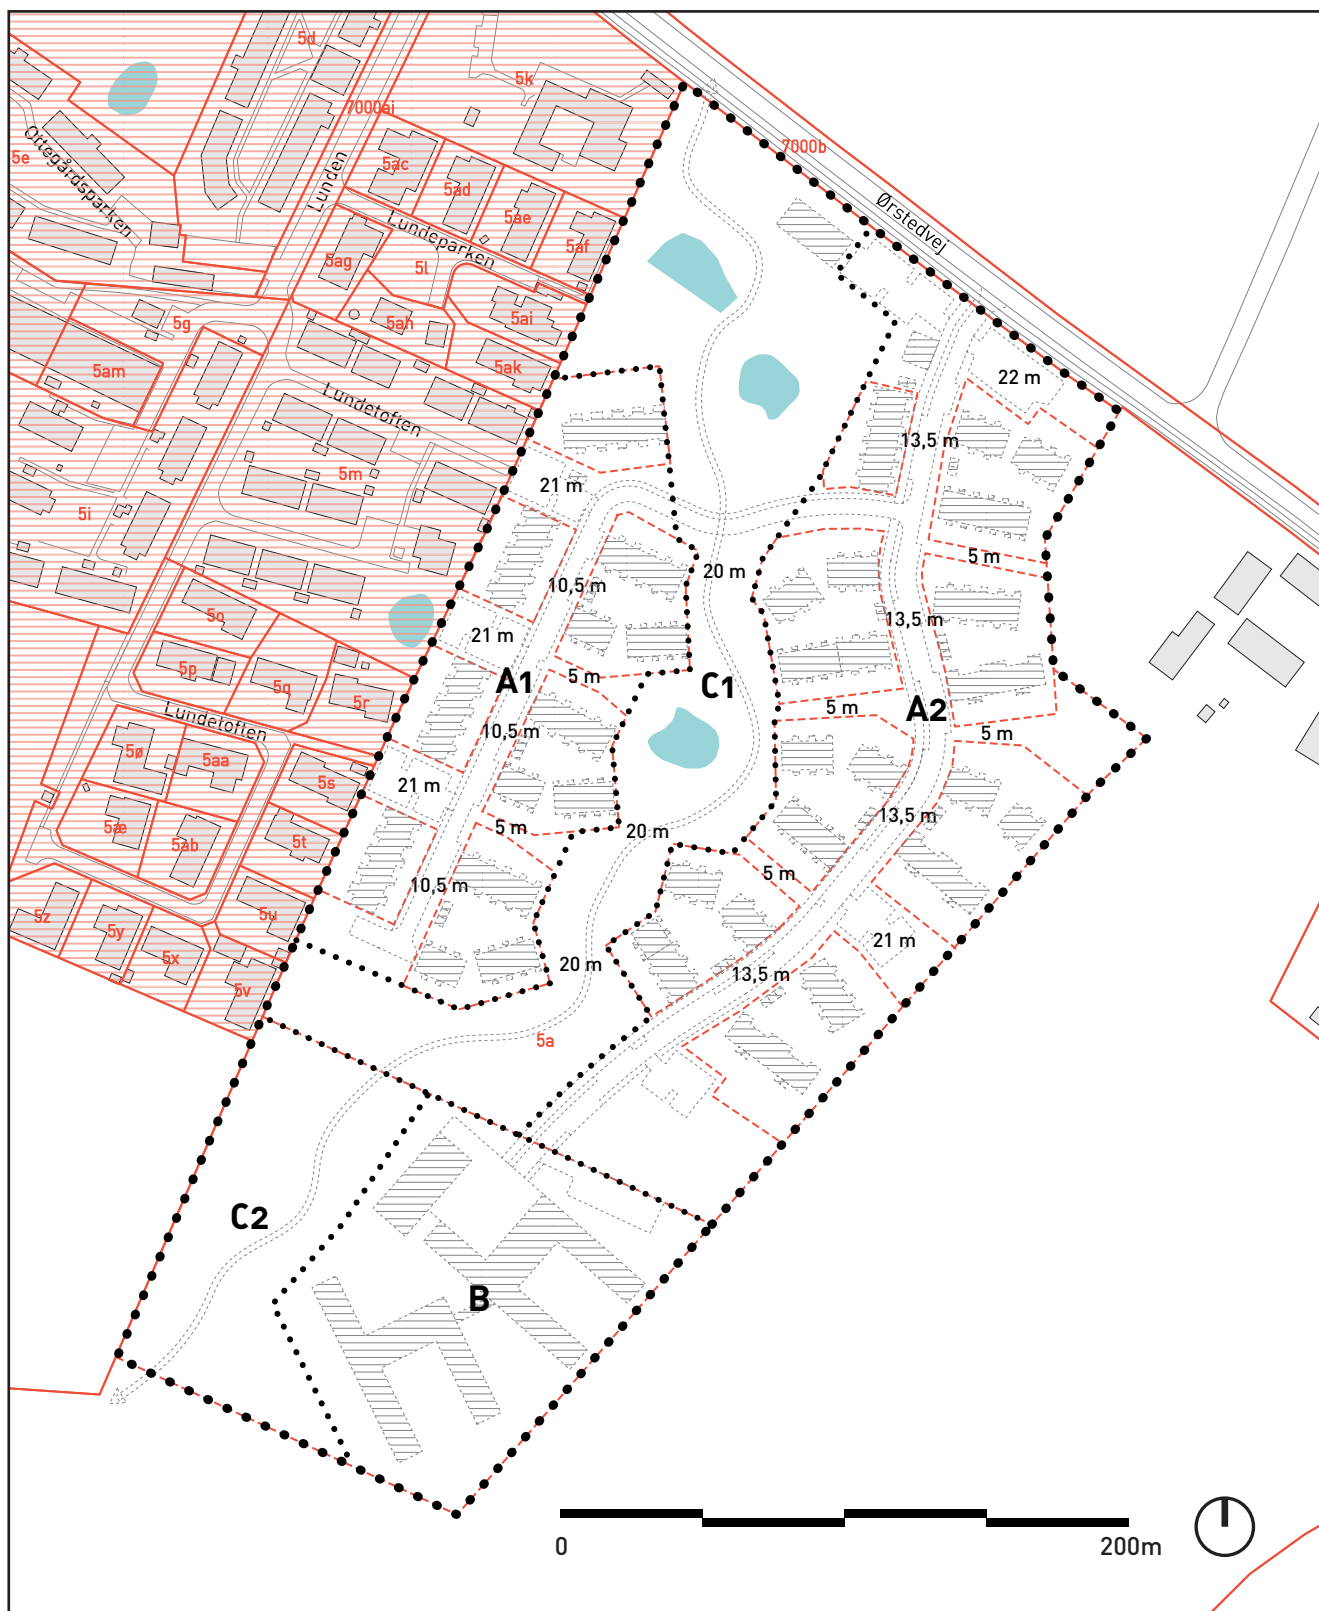 5d
5k
7000ai
7000b
Ottegårdsparken
5e
Lunden
5ac
5ad
5ae
5af
Ørstedvej
Lundeparken
5ag
5l
5g
5ah
5ai
5am
5ak
22 m
Lundetoften
13,5 m
5m
21 m
5i
5 m
20 m
10,5 m
5o
13,5 m
21 m
5p
5q
5 m
A1
C1
5r
5 m
A2
Lundetoften
10,5 m
5 m
5ø
5aa
5s
21 m
13,5 m
5æ
5 m
20 m
5t
5ab
5 m
10,5 m
5z
5u
5y
21 m
5x
20 m
13,5 m
5v
5a
C2
B
0
200m